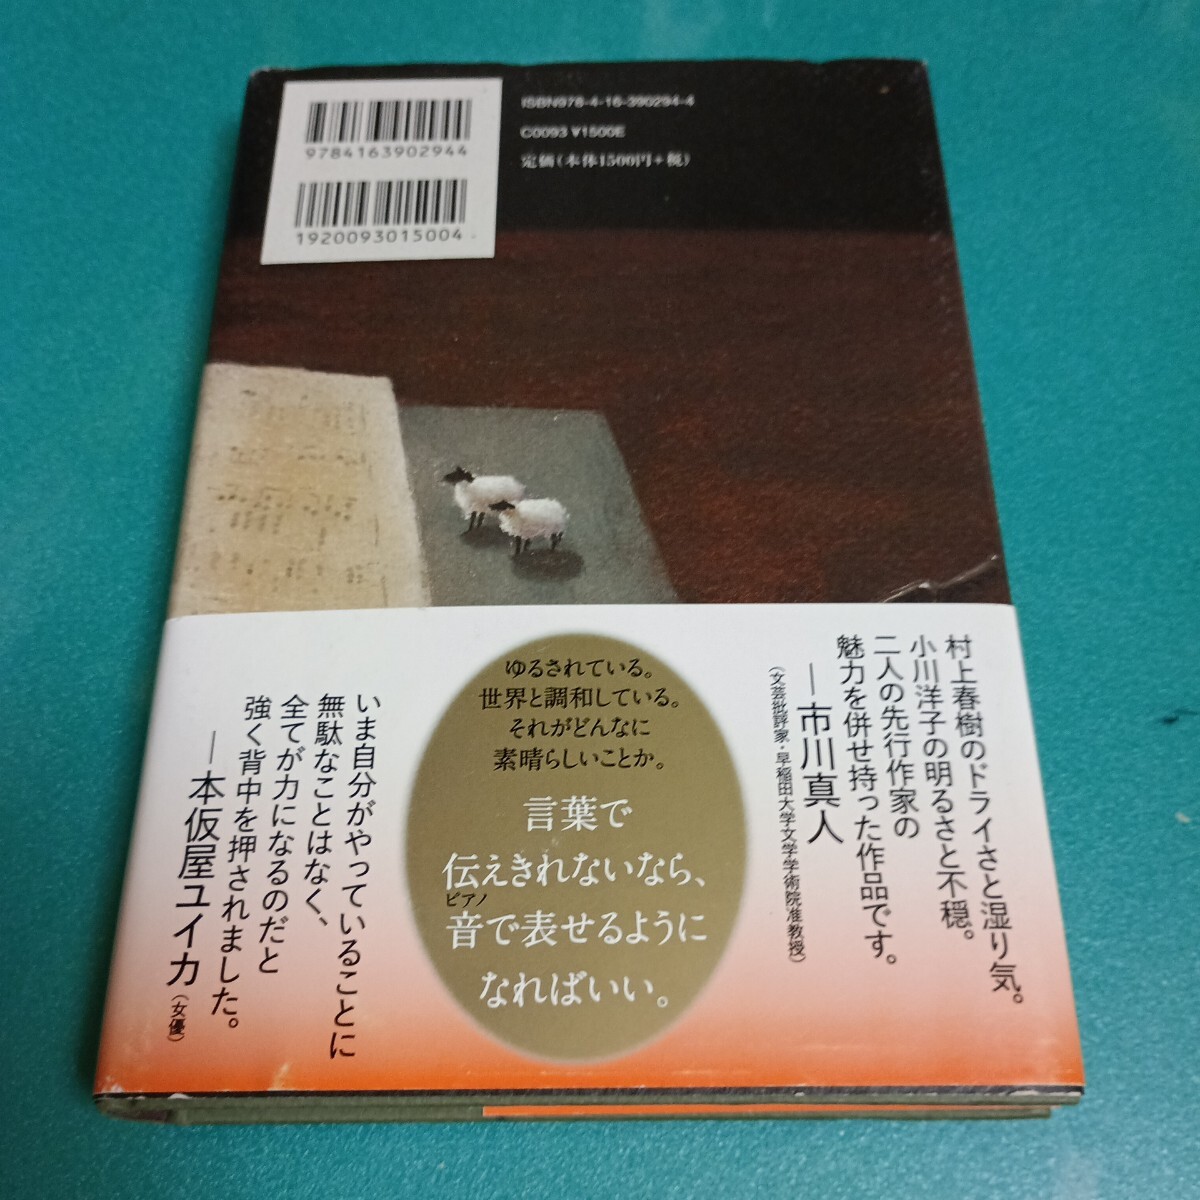 9784163902944
1920093015004
ISBN978-4-16-390294-4
C0093 ¥1500E
定価(本体1500円+税)
村上春樹のドライさと湿り気。
小川洋子の明るさと不穏。
二人の先行作家の
魅力を併せ持った作品です。
―市川真人
(文芸批評家・早稲田大学文学学術院准教授)
ゆるされている。
世界と調和している。
それがどんなに
素晴らしいことか。
言葉で
伝えきれないなら、
ピアノ
音で表せるように
なればいい。
いま自分がやっていることに
無駄なことはなく、
全てが力になるのだと
強く背中を押されました。
―本仮屋ユイカ(女優)